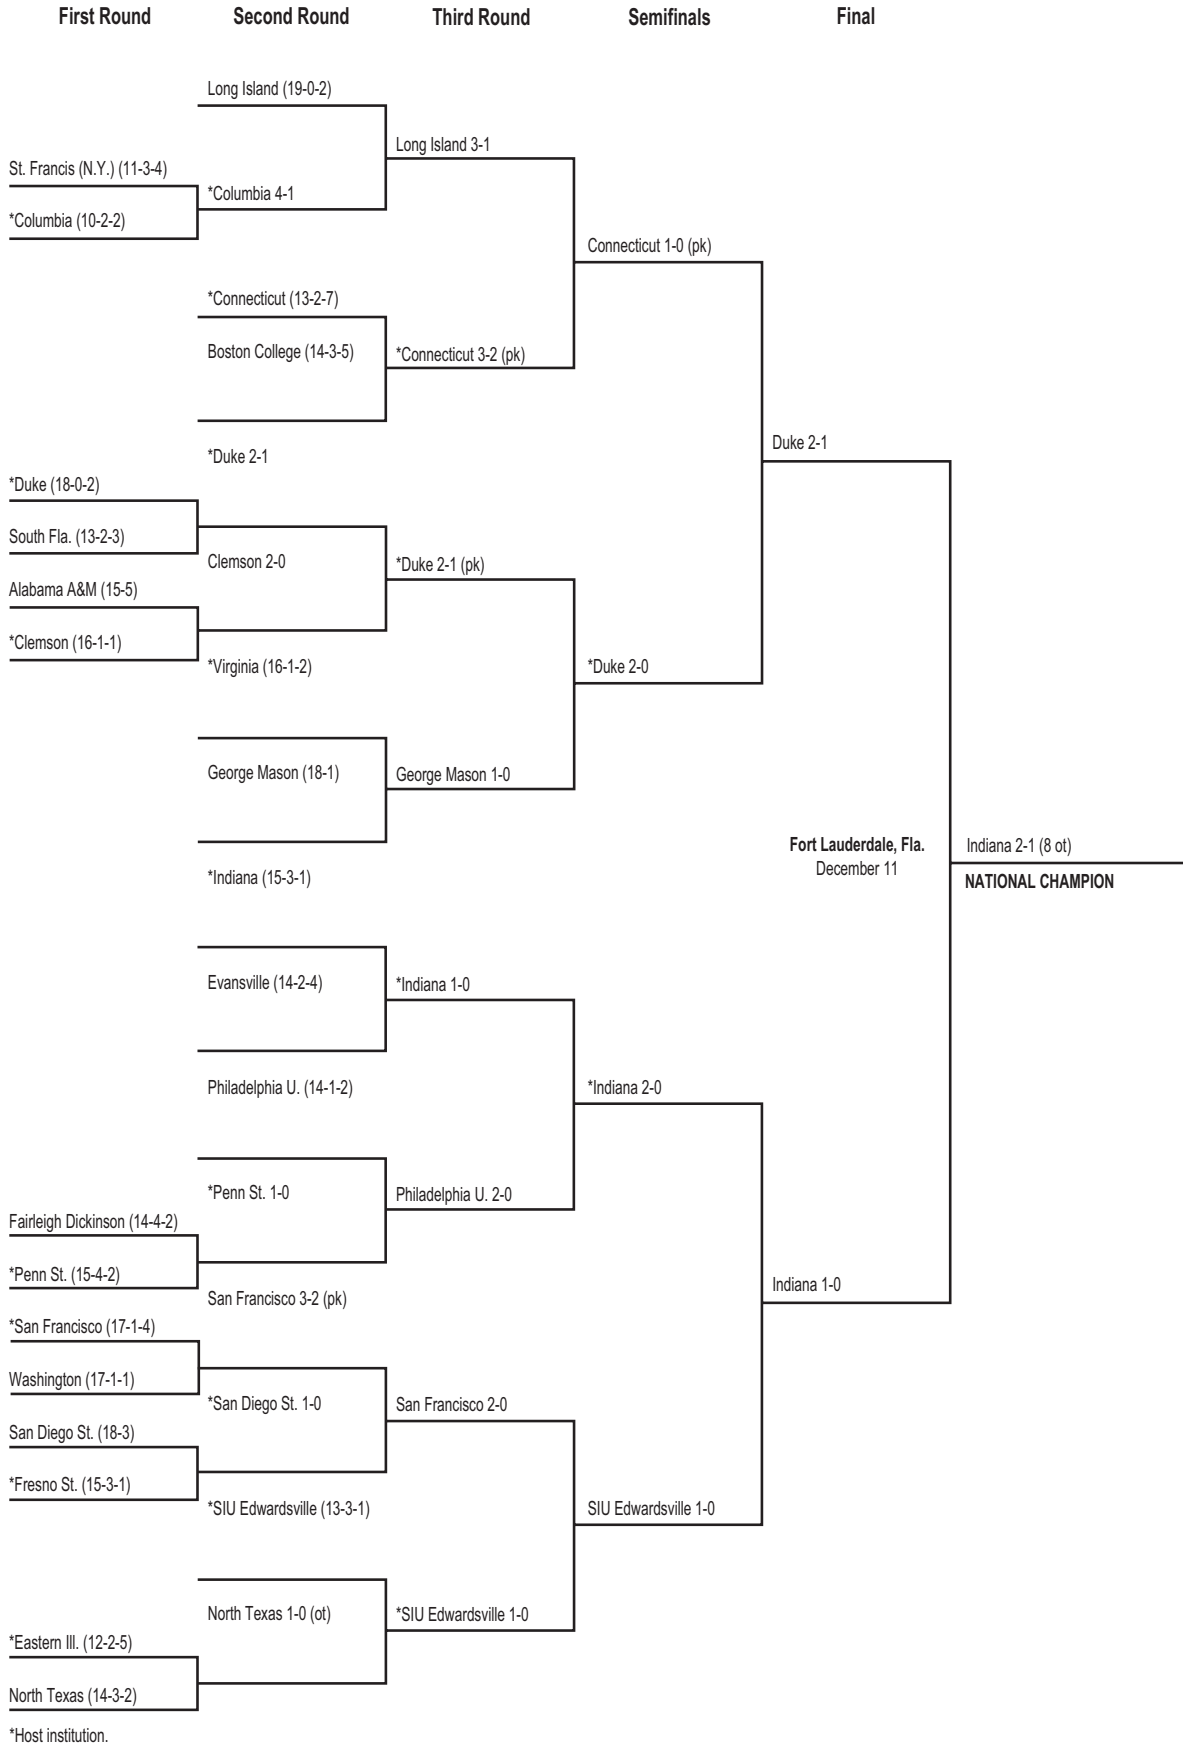 First Round
Second Round
Third Round
Semifinals
Final
Long Island (19-0-2)
Long Island 3-1
St. Francis (N.Y.) (11-3-4)
*Columbia 4-1
*Columbia (10-2-2)
Connecticut 1-0 (pk)
*Connecticut (13-2-7)
Boston College (14-3-5)
*Connecticut 3-2 (pk)
Duke 2-1
*Duke 2-1
*Duke (18-0-2)
South Fla. (13-2-3)
Clemson 2-0
*Duke 2-1 (pk)
Alabama A&M (15-5)
*Clemson (16-1-1)
*Virginia (16-1-2)
*Duke 2-0
George Mason (18-1)
George Mason 1-0
Fort Lauderdale, Fla.
December 11
Indiana 2-1 (8 ot)
NATIONAL CHAMPION
*Indiana (15-3-1)
Evansville (14-2-4)
*Indiana 1-0
Philadelphia U. (14-1-2)
*Indiana 2-0
*Penn St. 1-0
Philadelphia U. 2-0
Fairleigh Dickinson (14-4-2)
*Penn St. (15-4-2)
Indiana 1-0
San Francisco 3-2 (pk)
*San Francisco (17-1-4)
Washington (17-1-1)
*San Diego St. 1-0
San Francisco 2-0
San Diego St. (18-3)
*Fresno St. (15-3-1)
*SIU Edwardsville (13-3-1)
SIU Edwardsville 1-0
North Texas 1-0 (ot)
*SIU Edwardsville 1-0
*Eastern Ill. (12-2-5)
North Texas (14-3-2)
*Host institution.